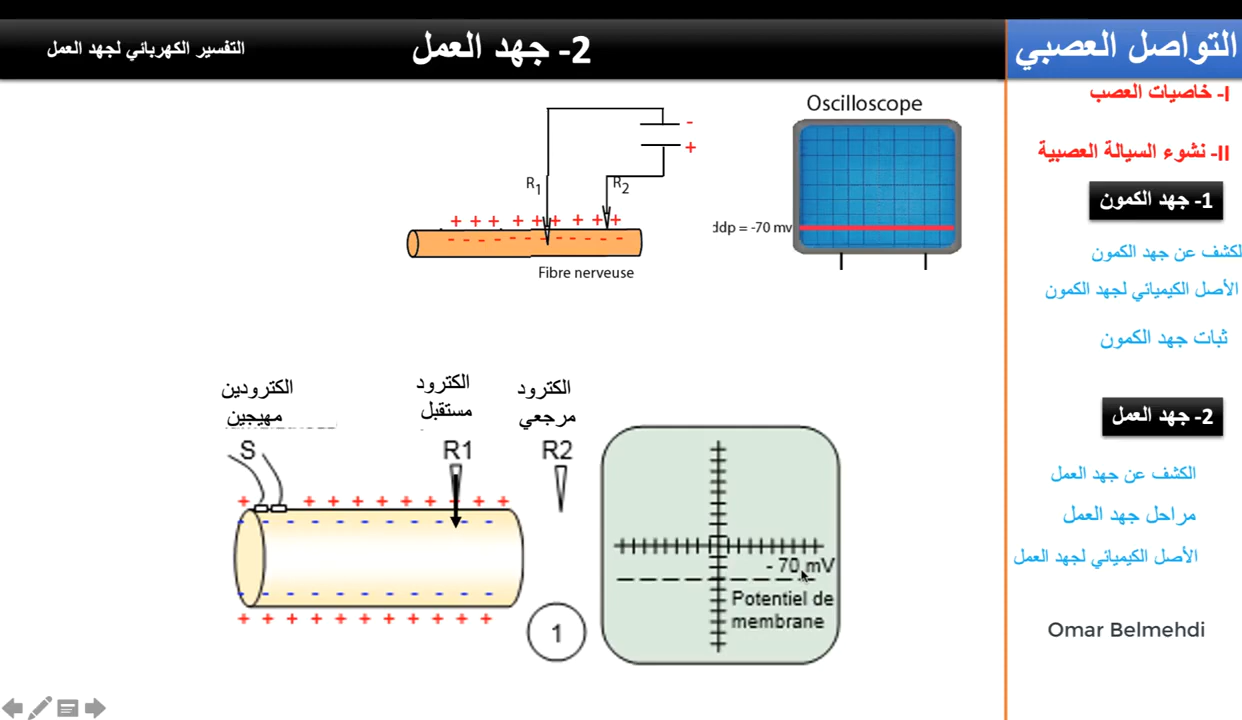 التواصل العصبي
2- جهد العمل
التفسير الكهربائي لجهد العمل
I- خاصيات العصب
II- نشوء السيالة العصبية
1- جهد الكمون
لكشف عن جهد الكمون
الأصل الكيميائي لجهد الكمون
ثبات جهد الكمون
2- جهد العمل
الكشف عن جهد العمل
مراحل جهد العمل
الأصل الكيميائي لجهد العمل
Omar Belmehdi
Oscilloscope
-
+
R1
R2
+ + + + + + + + +
- - - - - - - - - - - -
ddp = -70 mv
Fibre nerveuse
الكترودين
مهيجين
الكترود
مستقبل
الكترود
مرجعي
S
R1
R2
+ + + + + + + + + +
- - - - - - - - - - -
- - - - - - - - - - -
+ + + + + + + + + + +
1
- 70 mV
Potentiel de
membrane